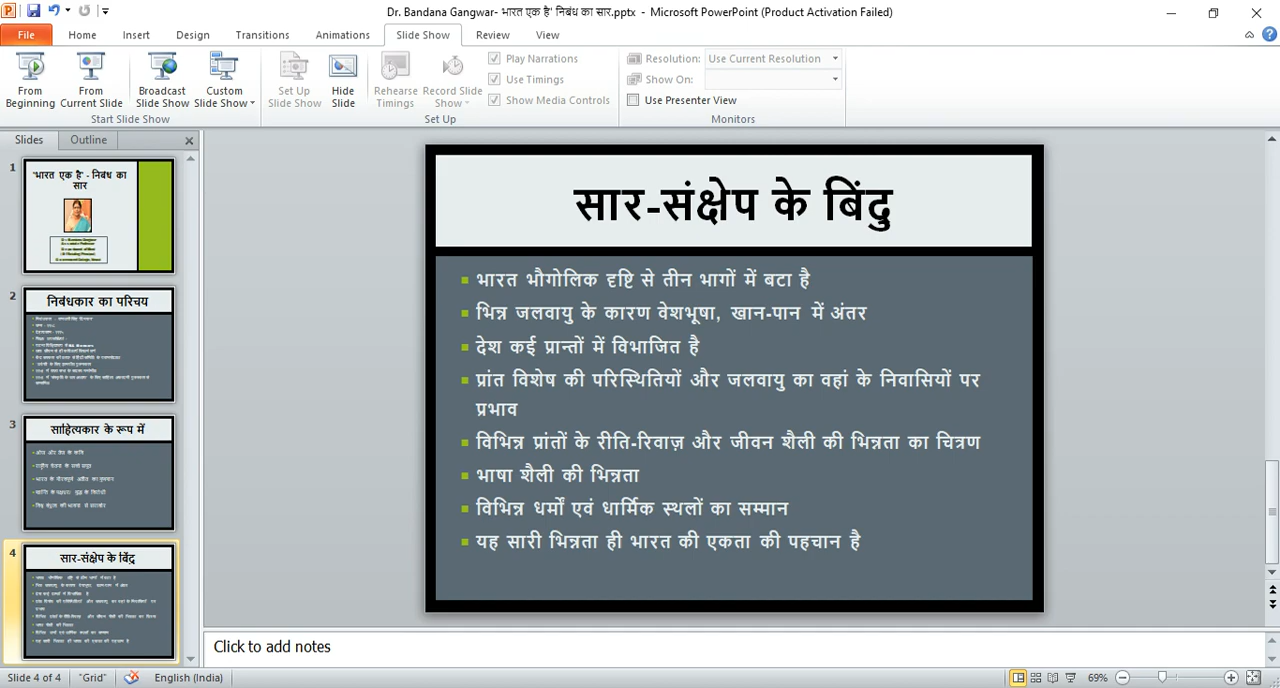 Dr. Bandana Gangwar- भारत एक है' निबंध का सार.pptx - Microsoft PowerPoint (Product Activation Failed)
File Home Insert Design Transitions Animations Slide Show Review View
From Beginning
From Current Slide
Broadcast Slide Show
Custom Slide Show
Start Slide Show
Set Up Slide Show
Hide Slide
Rehearse Timings
Record Slide Show
Play Narrations
Use Timings
Show Media Controls
Set Up
Resolution: Use Current Resolution
Show On:
Use Presenter View
Monitors
Slides Outline
1
'भारत एक है' - निबंध का
सार
2
निबंधकार का परिचय
3
साहित्यकार के रूप में
4
सार-संक्षेप के बिंदु
सार-संक्षेप के बिंदु
भारत भौगोलिक दृष्टि से तीन भागों में बटा है
भिन्न जलवायु के कारण वेशभूषा, खान-पान में अंतर
देश कई प्रान्तों में विभाजित है
प्रांत विशेष की परिस्थितियों और जलवायु का वहां के निवासियों पर
प्रभाव
विभिन्न प्रांतों के रीति-रिवाज़ और जीवन शैली की भिन्नता का चित्रण
भाषा शैली की भिन्नता
विभिन्न धर्मों एवं धार्मिक स्थलों का सम्मान
यह सारी भिन्नता ही भारत की एकता की पहचान है
Click to add notes
Slide 4 of 4 "Grid" English (India) 69%